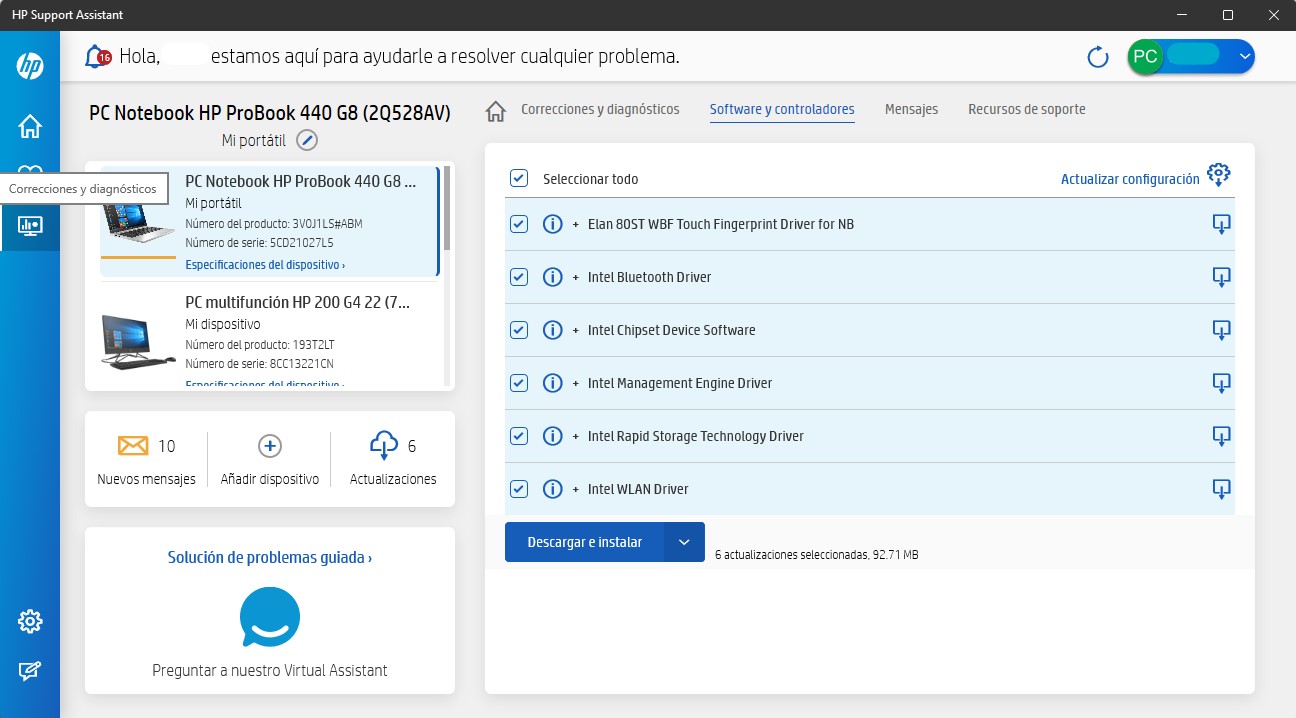 HP Support Assistant
hp
16
Hola, estamos aquí para ayudarle a resolver cualquier problema.
PC
PC Notebook HP ProBook 440 G8 (2Q528AV)
Mi portátil
Correcciones y diagnósticos
Software y controladores
Mensajes
Recursos de soporte
Correcciones y diagnósticos
PC Notebook HP ProBook 440 G8 ...
Mi portátil
Número del producto: 3V0J1LS#ABM
Número de serie: 5CD21027L5
Especificaciones del dispositivo ›
PC multifunción HP 200 G4 22 (7...
Mi dispositivo
Número del producto: 193T2LT
Número de serie: 8CC13221CN
Especificaciones del dispositivo ›
10
Nuevos mensajes
Añadir dispositivo
6
Actualizaciones
Solución de problemas guiada ›
Preguntar a nuestro Virtual Assistant
Seleccionar todo
Actualizar configuración
+ Elan 80ST WBF Touch Fingerprint Driver for NB
+ Intel Bluetooth Driver
+ Intel Chipset Device Software
+ Intel Management Engine Driver
+ Intel Rapid Storage Technology Driver
+ Intel WLAN Driver
Descargar e instalar
6 actualizaciones seleccionadas, 92.71 MB